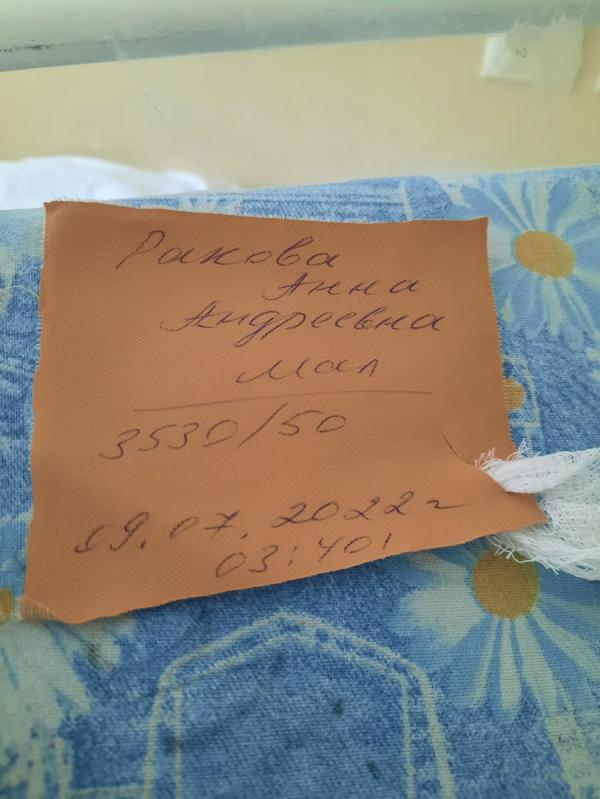 Ракова
Анна
Андреевна
мал
3530/50
09.07.2022г
03:40!